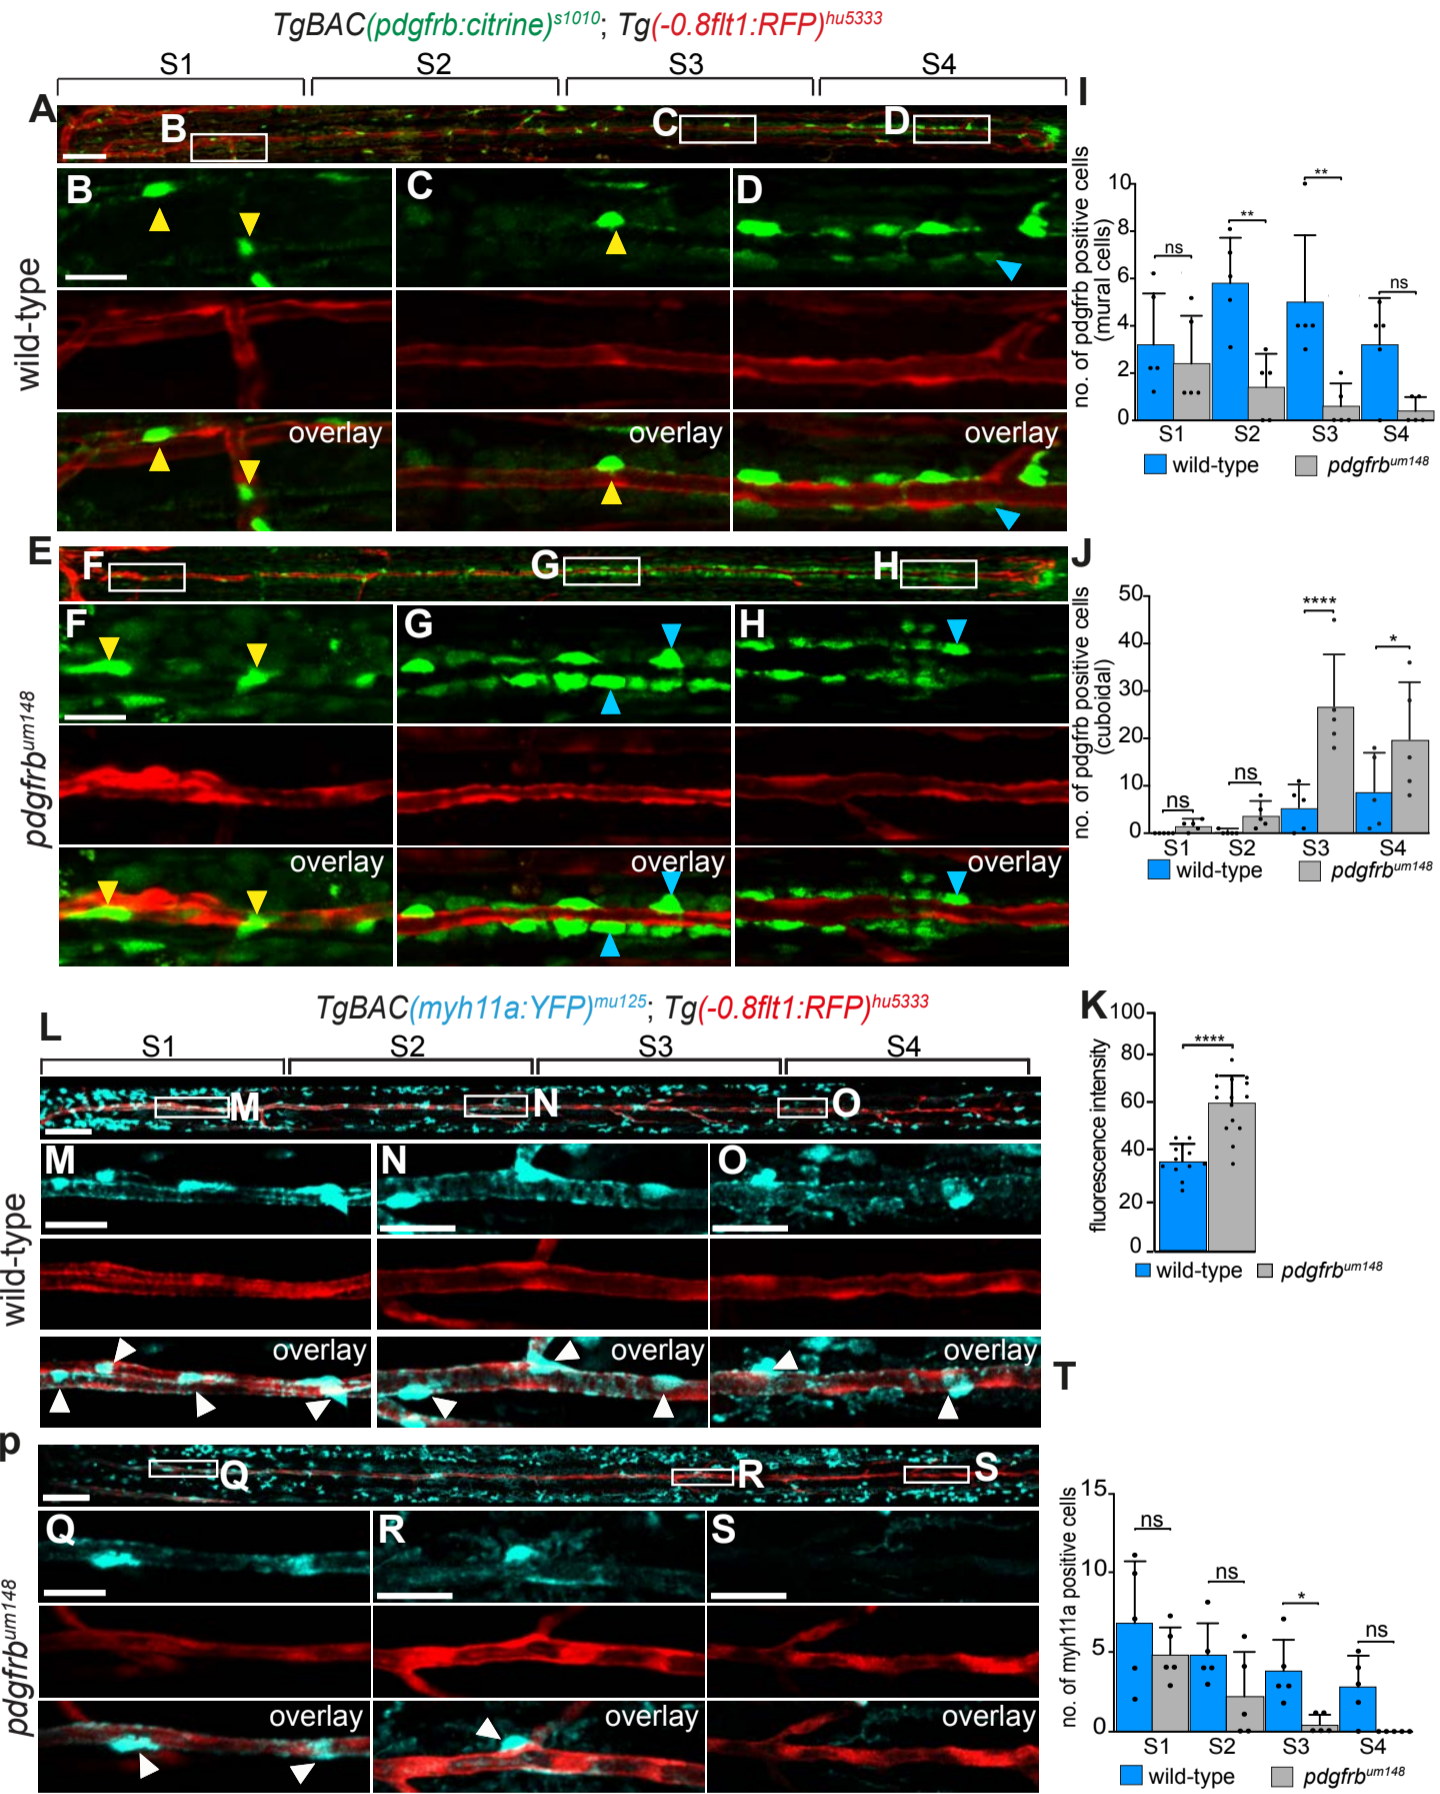 TgBAC(pdgfrb:citrine)s1010; Tg(-0.8flt1:RFP)hu5333
S1 S2 S3 S4
A
B C D
B C D
wild-type
overlay overlay overlay
E
F G H
F G H
pdgfrbum148
overlay overlay overlay
I
no. of pdgfrb positive cells
(mural cells)
10
8
6
4
2
0
ns ** ** ns
S1 S2 S3 S4
wild-type pdgfrbum148
J
no. of pdgfrb positive cells
(cuboidal)
50
40
30
20
10
0
ns ns **** *
S1 S2 S3 S4
wild-type pdgfrbum148
TgBAC(myh11a:YFP)mu125; Tg(-0.8flt1:RFP)hu5333
L
S1 S2 S3 S4
M N O
M N O
wild-type
overlay overlay overlay
p
Q R S
Q R S
pdgfrbum148
overlay overlay overlay
K
fluorescence intensity
100
80
60
40
20
0
****
wild-type pdgfrbum148
T
no. of myh11a positive cells
15
10
5
0
ns ns * ns
S1 S2 S3 S4
wild-type pdgfrbum148